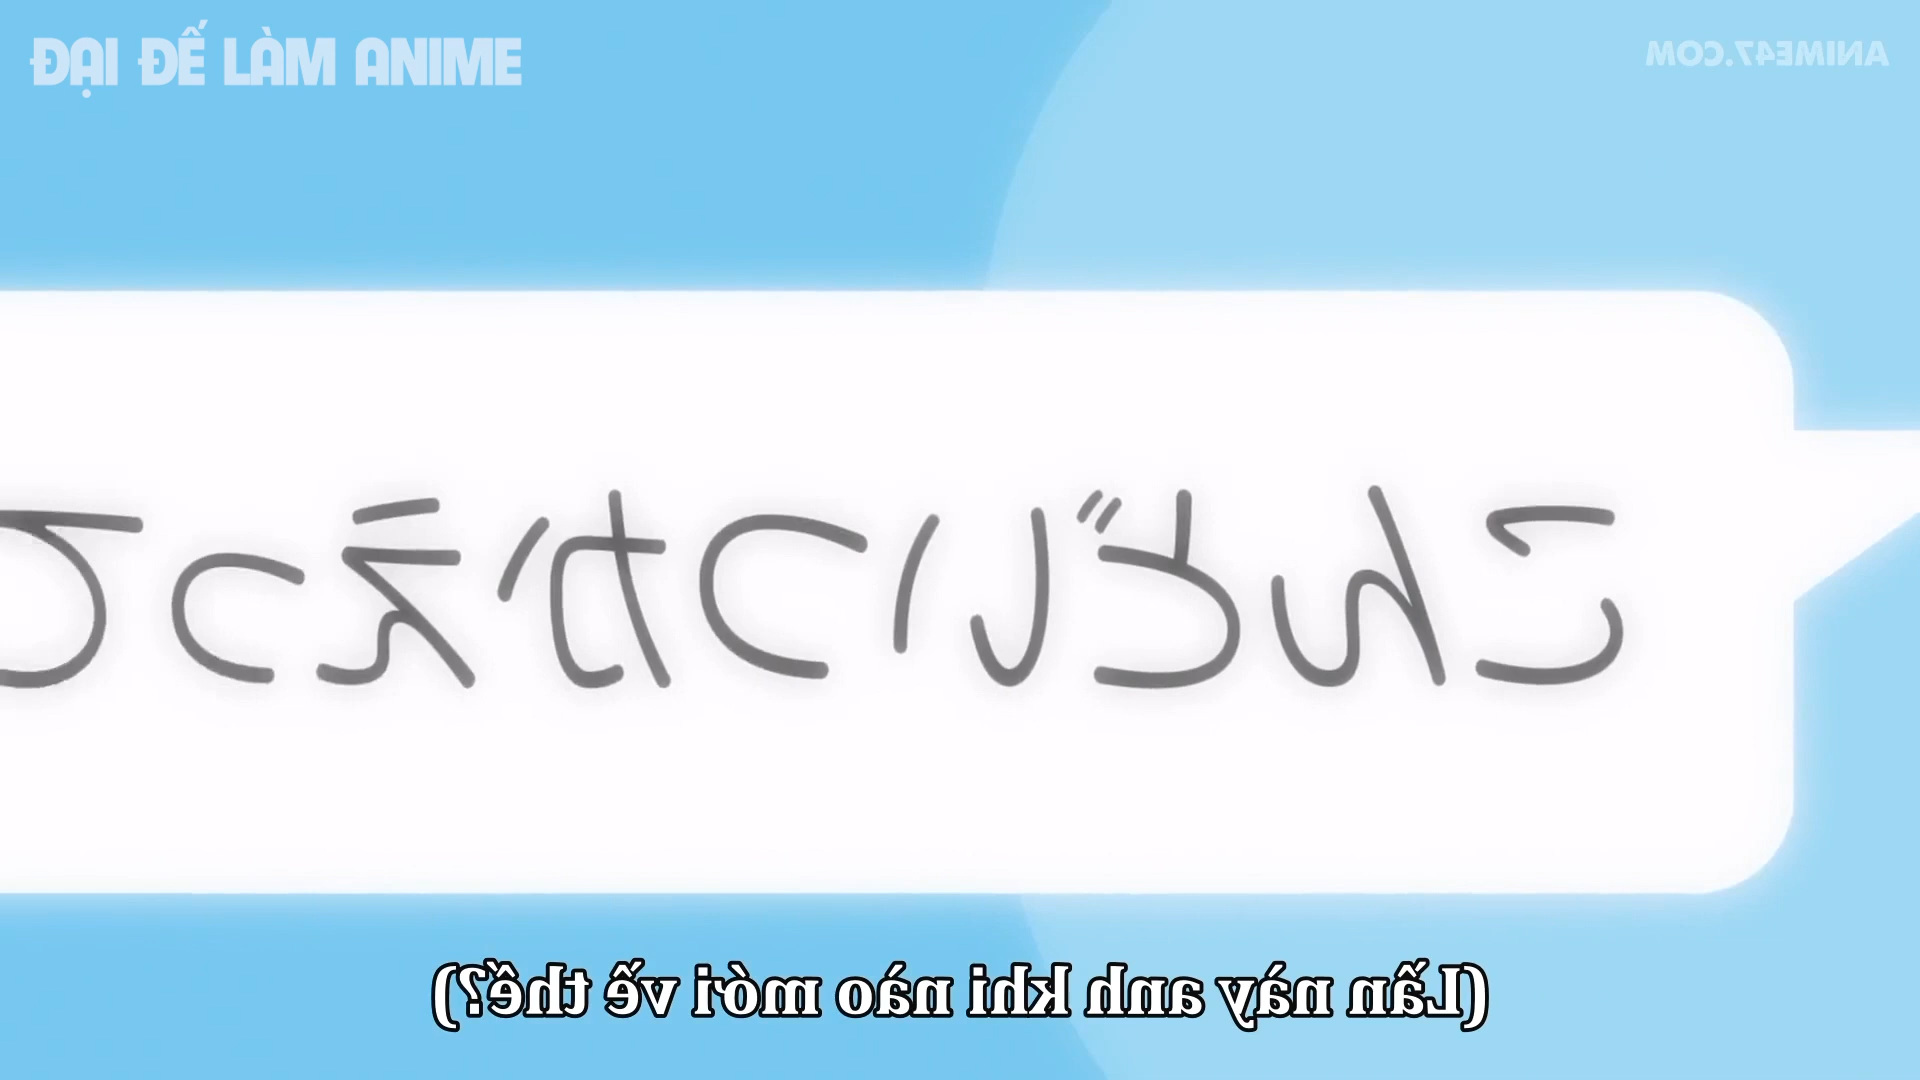 ĐẠI ĐẾ LÀM ANIME
ANIME47.COM
こんどいつかえって
(Lần này anh khi nào mới về thế?)